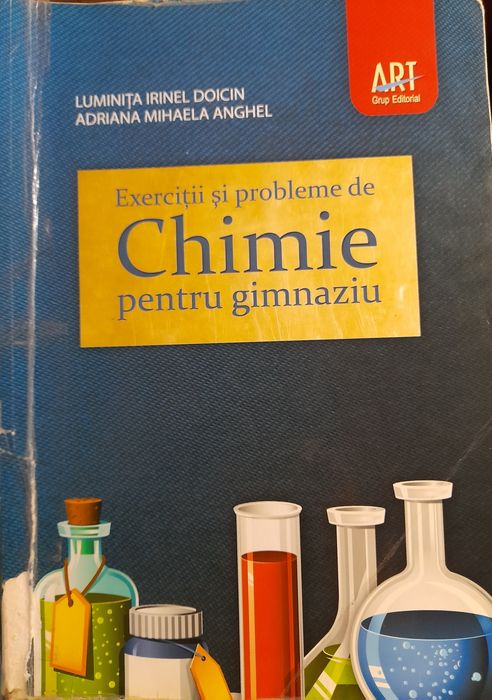 LUMINIȚA IRINEL DOICIN
ADRIANA MIHAELA ANGHEL
ART
Grup Editorial
Exerciții și probleme de
Chimie
pentru gimnaziu